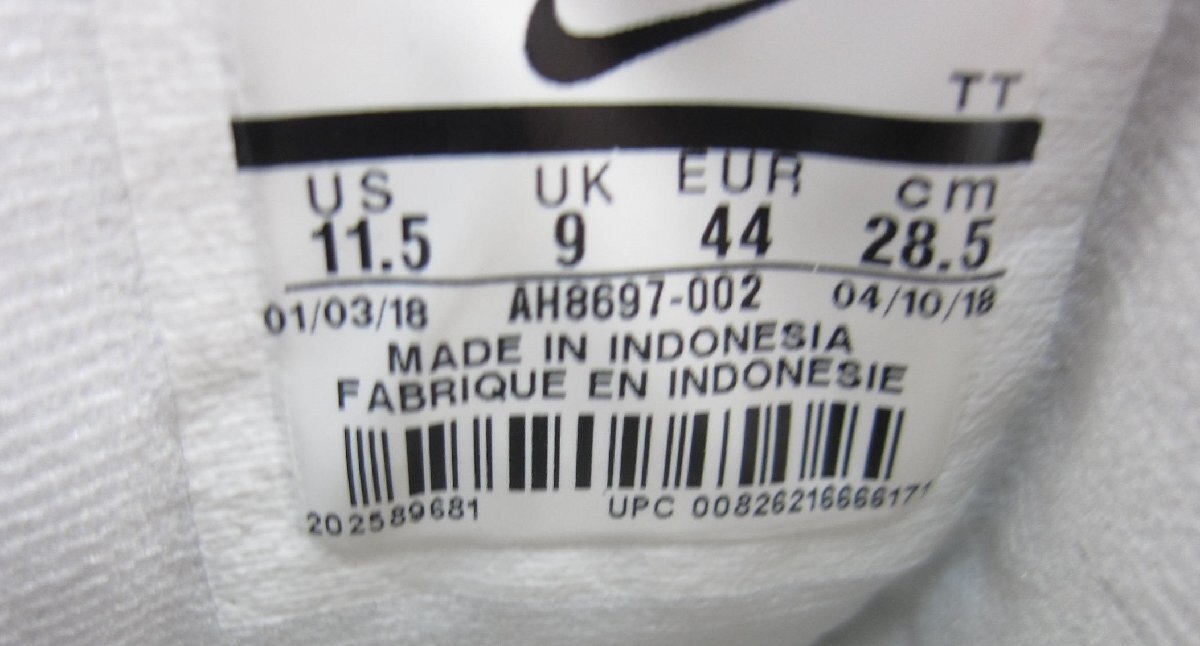 TT
US UK EUR cm
11.5 9 44 28.5
01/03/18 AH8697-002 04/10/18
MADE IN INDONESIA
FABRIQUE EN INDONESIE
202589681 UPC 00826216666171